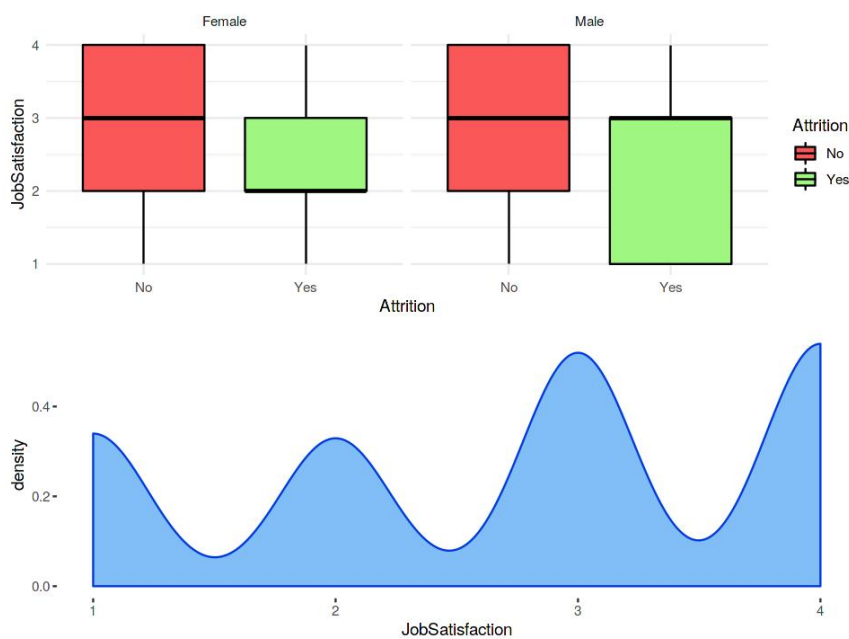 Female Male
4
3
2
1
JobSatisfaction
No Yes No Yes
Attrition
Attrition
No
Yes
0.4
0.2
0.0
density
1 2 3 4
JobSatisfaction